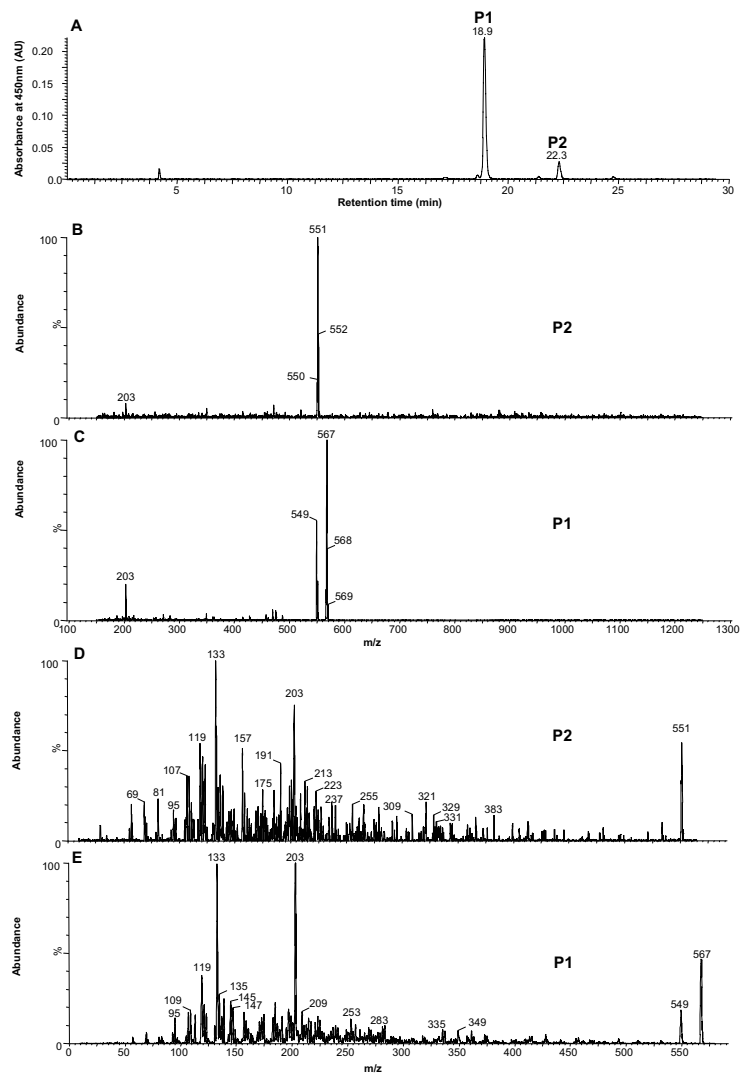 A
P1
18.9
P2
22.3
Absorbance at 450nm (AU)
0.20
0.15
0.10
0.05
0.0
5 10 15 20 25 30
Retention time (min)
B
100
551
552
550
203
P2
Abundance
%
0
C
100
567
549
568
569
203
P1
Abundance
%
0
100 200 300 400 500 600 700 800 900 1000 1100 1200 1300
m/z
D
100
133
203
551
119
157
191
107
175
213
223
69
81
95
237
255
309
321
329
331
383
P2
Abundance
%
0
E
100
133
203
567
119
135
145
147
109
95
209
253
283
335
349
549
P1
Abundance
%
0
0 50 100 150 200 250 300 350 400 450 500 550
m/z